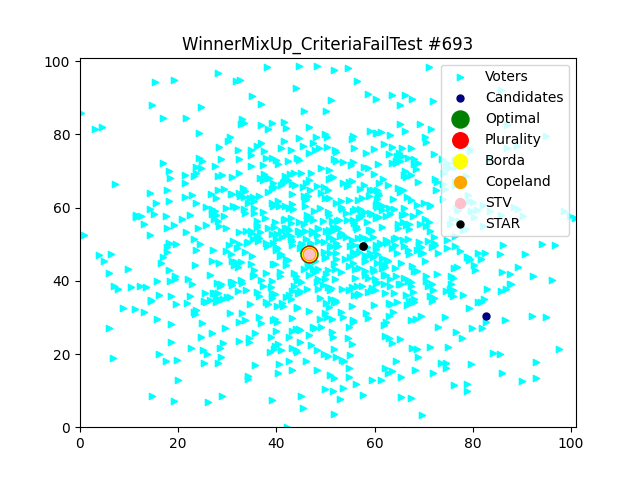 WinnerMixUp_CriteriaFailTest #693
100
80
60
40
20
0
0
20
40
60
80
100
Voters
Candidates
Optimal
Plurality
Borda
Copeland
STV
STAR